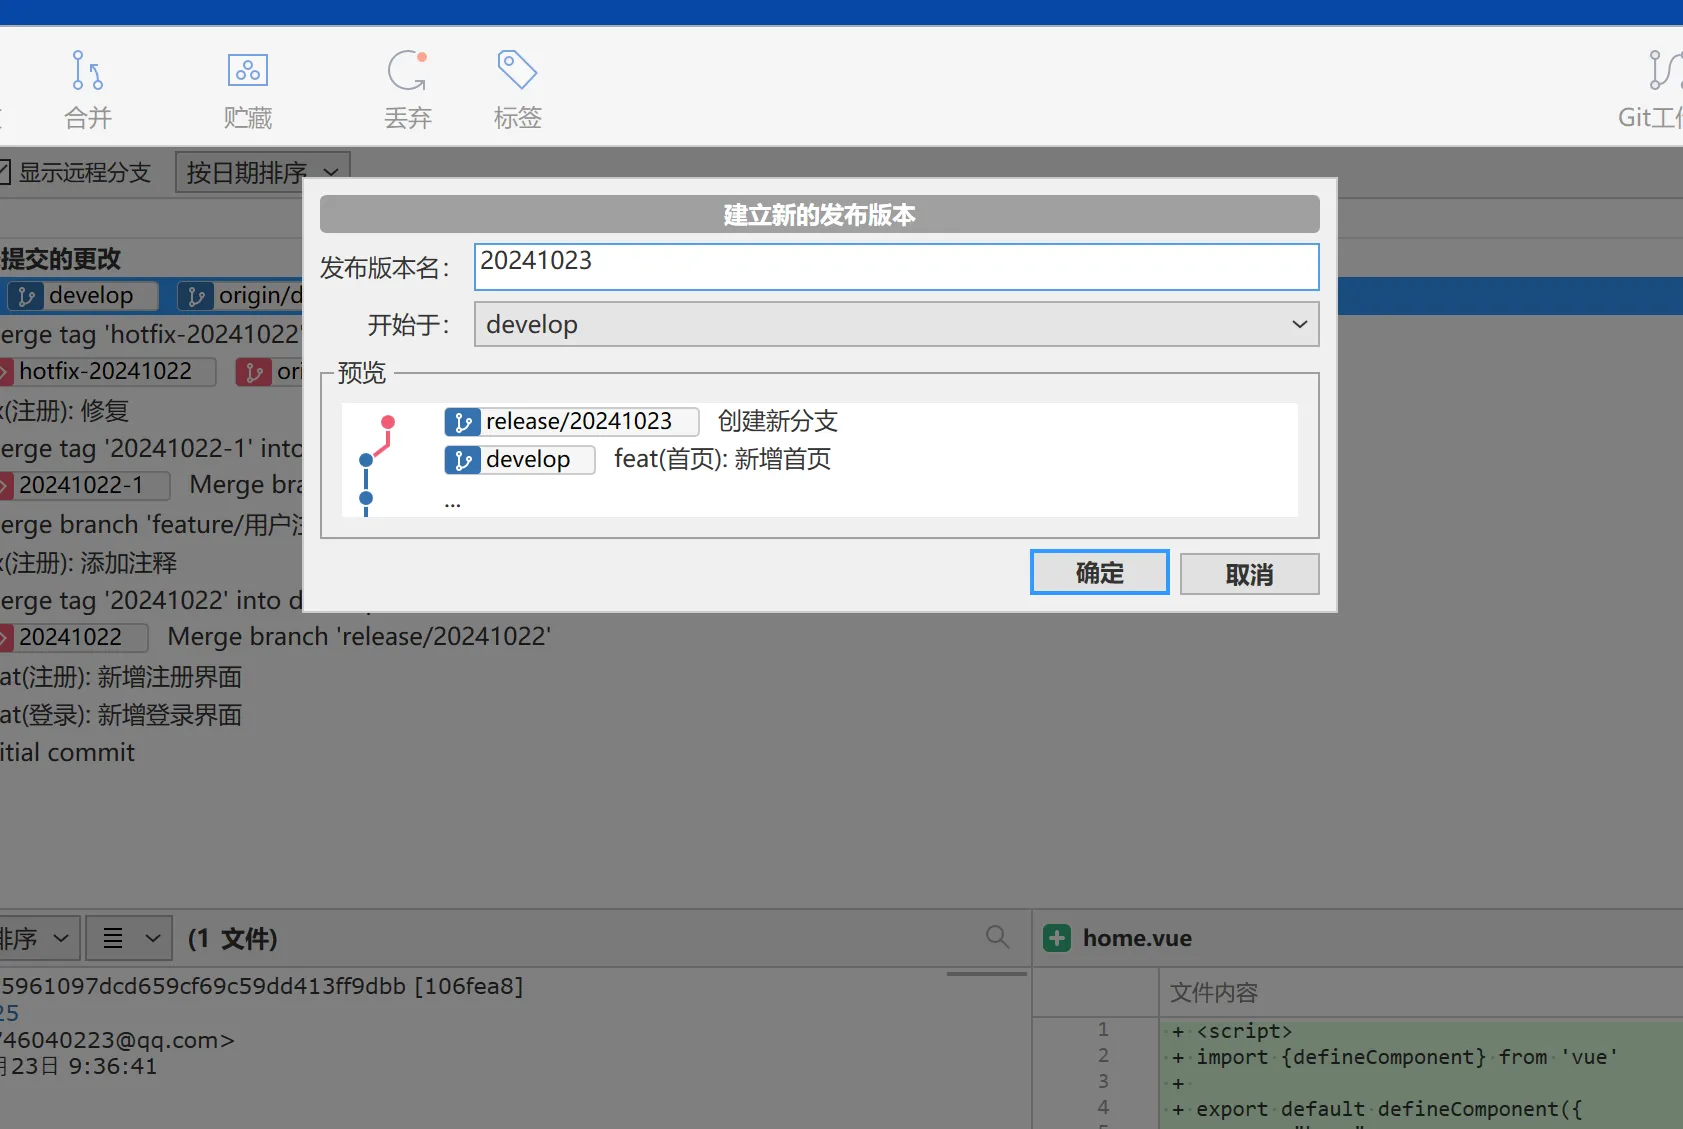 合并
贮藏
丢弃
标签
Git工
显示远程分支
按日期排序
建立新的发布版本
发布版本名:
20241023
开始于:
develop
预览
release/20241023 创建新分支
develop feat(首页): 新增首页
...
确定
取消
提交的更改
develop origin/d
erge tag 'hotfix-20241022'
hotfix-20241022 ori
(注册): 修复
erge tag '20241022-1' into
20241022-1 Merge bra
erge branch 'feature/用户
(注册): 添加注释
erge tag '20241022' into d
20241022 Merge branch 'release/20241022'
at(注册): 新增注册界面
at(登录): 新增登录界面
itial commit
排序
(1 文件)
home.vue
5961097dcd659cf69c59dd413ff9dbb [106fea8]
25
746040223@qq.com>
月23日 9:36:41
文件内容
1 + <script>
2 + import {defineComponent} from 'vue'
3 +
4 + export default defineComponent({